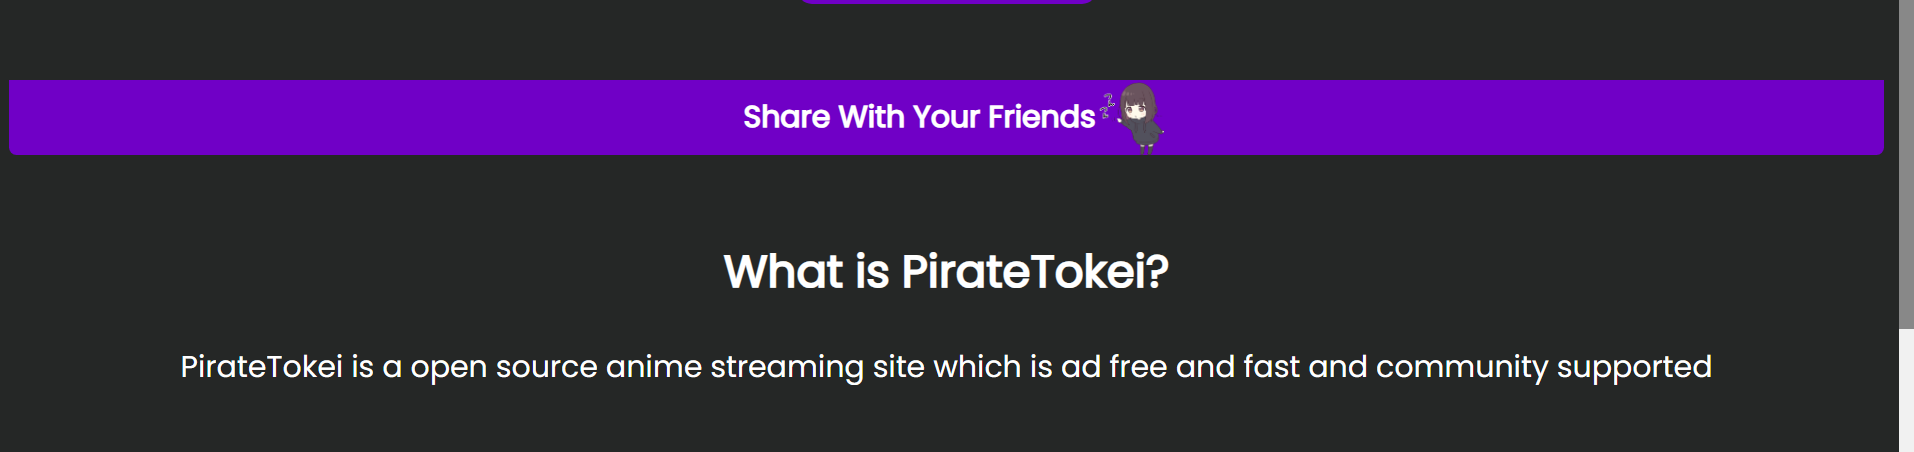 Share With Your Friends
What is PirateTokei?
PirateTokei is a open source anime streaming site which is ad free and fast and community supported